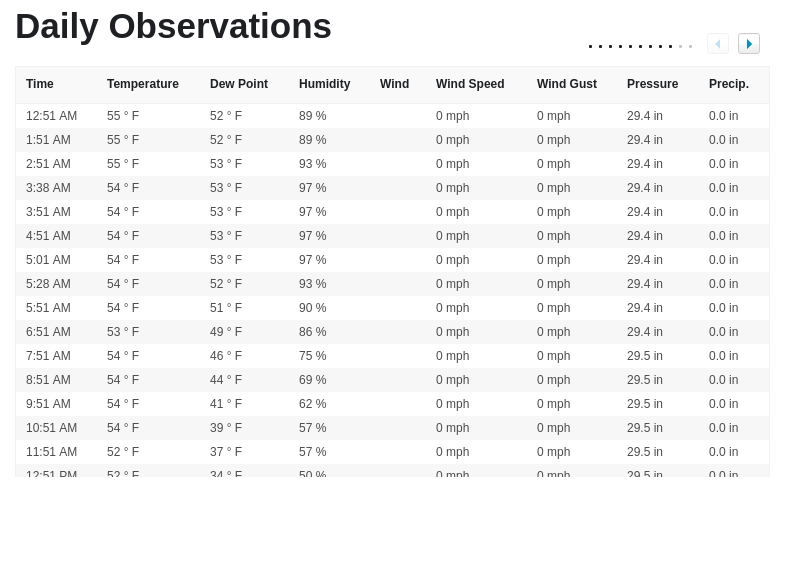 Daily Observations
Time Temperature Dew Point Humidity Wind Wind Speed Wind Gust Pressure Precip.
12:51 AM 55 ° F 52 ° F 89 % 0 mph 0 mph 29.4 in 0.0 in
1:51 AM 55 ° F 52 ° F 89 % 0 mph 0 mph 29.4 in 0.0 in
2:51 AM 55 ° F 53 ° F 93 % 0 mph 0 mph 29.4 in 0.0 in
3:38 AM 54 ° F 53 ° F 97 % 0 mph 0 mph 29.4 in 0.0 in
3:51 AM 54 ° F 53 ° F 97 % 0 mph 0 mph 29.4 in 0.0 in
4:51 AM 54 ° F 53 ° F 97 % 0 mph 0 mph 29.4 in 0.0 in
5:01 AM 54 ° F 53 ° F 97 % 0 mph 0 mph 29.4 in 0.0 in
5:28 AM 54 ° F 52 ° F 93 % 0 mph 0 mph 29.4 in 0.0 in
5:51 AM 54 ° F 51 ° F 90 % 0 mph 0 mph 29.4 in 0.0 in
6:51 AM 53 ° F 49 ° F 86 % 0 mph 0 mph 29.4 in 0.0 in
7:51 AM 54 ° F 46 ° F 75 % 0 mph 0 mph 29.5 in 0.0 in
8:51 AM 54 ° F 44 ° F 69 % 0 mph 0 mph 29.5 in 0.0 in
9:51 AM 54 ° F 41 ° F 62 % 0 mph 0 mph 29.5 in 0.0 in
10:51 AM 54 ° F 39 ° F 57 % 0 mph 0 mph 29.5 in 0.0 in
11:51 AM 52 ° F 37 ° F 57 % 0 mph 0 mph 29.5 in 0.0 in
12:51 PM 52 ° F 34 ° F 50 % 0 mph 0 mph 29.5 in 0.0 in